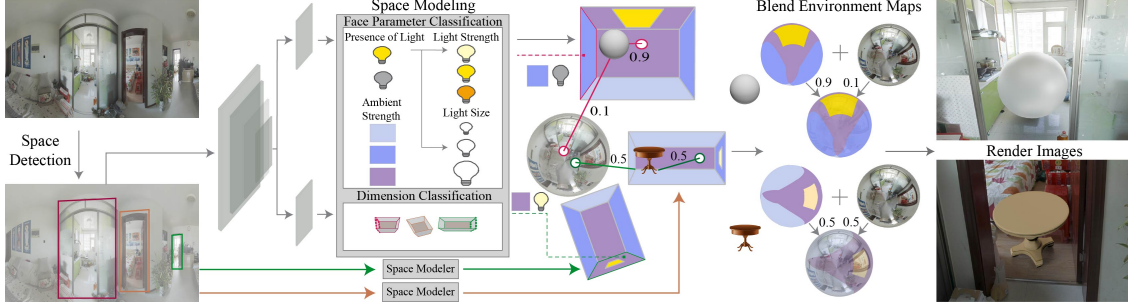 Space Modeling
Face Parameter Classification
Presence of Light
Light Strength
Ambient
Strength
Light Size
Dimension Classification
Space
Detection
Space Modeler
Space Modeler
0.9
0.1
0.5
0.5
Blend Environment Maps
0.9
0.1
0.5
0.5
Render Images